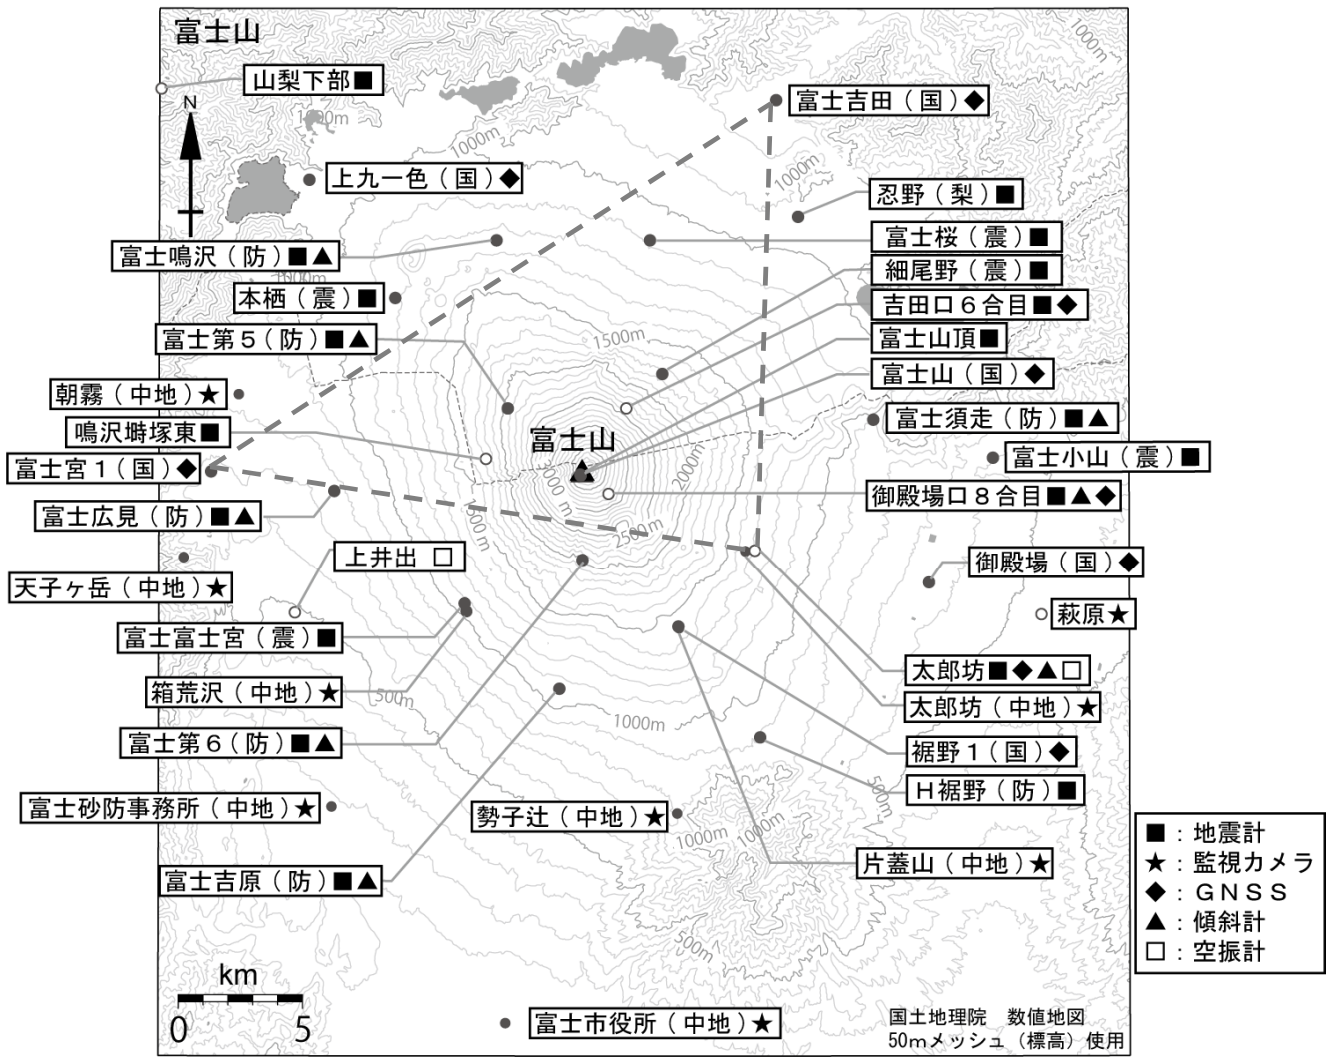 富士山
山梨下部■
N
富士吉田（国）◆
1000m
1000m
1000m
1000m
上九一色（国）◆
忍野（梨）■
富士鳴沢（防）■▲
富士桜（震）■
1000m
細尾野（震）■
本栖（震）■
吉田口６合目■◆
富士第５（防）■▲
1500m
富士山頂■
富士山（国）◆
朝霧（中地）★
富士須走（防）■▲
鳴沢塒塚東■
富士山
富士小山（震）■
富士宮１（国）◆
2000m
御殿場口８合目■▲◆
富士広見（防）■▲
1500m
2500m
上井出 □
御殿場（国）◆
天子ヶ岳（中地）★
萩原★
富士富士宮（震）■
太郎坊■◆▲□
箱荒沢（中地）★
500m
太郎坊（中地）★
1000m
富士第６（防）■▲
裾野１（国）◆
500m
Ｈ裾野（防）■
富士砂防事務所（中地）★
勢子辻（中地）★
1000m
1000m
片蓋山（中地）★
富士吉原（防）■▲
500m
■：地震計
★：監視カメラ
◆：ＧＮＳＳ
▲：傾斜計
□：空振計
km
0 5
富士市役所（中地）★
国土地理院　数値地図
50mメッシュ（標高）使用